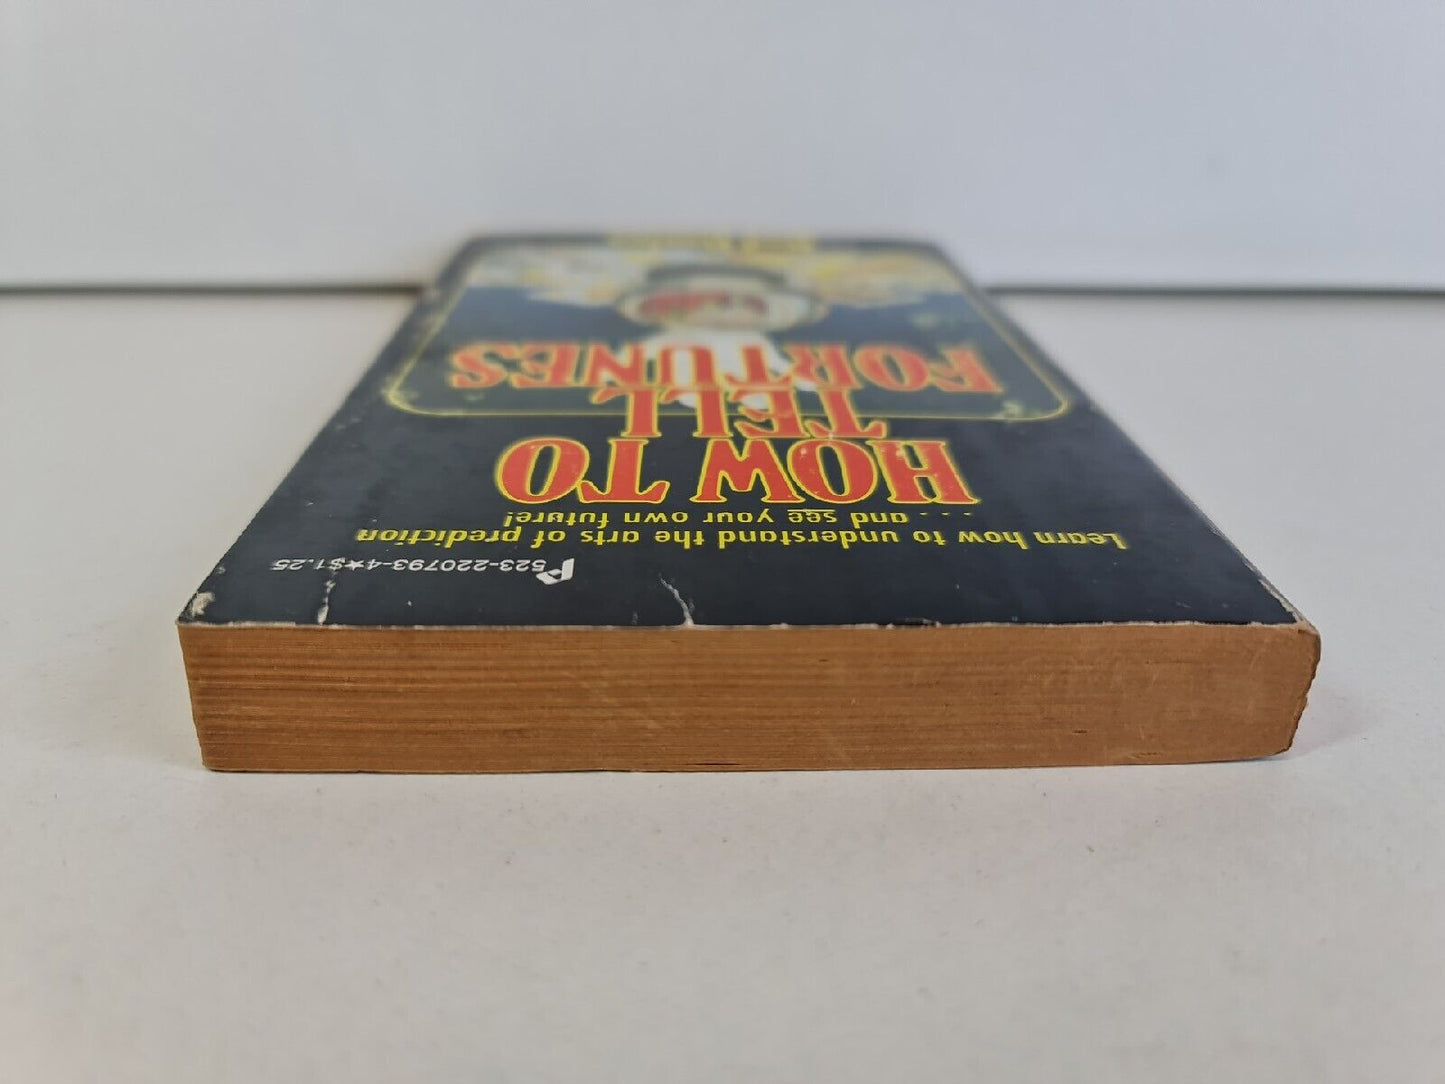 523-220793-4★$1.25
Learn how to understand the arts of prediction
. . . and see your own future!
HOW TO
TELL
FORTUNES